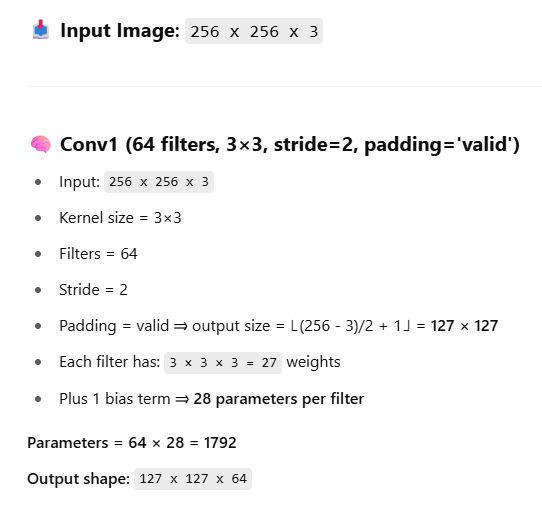 📥 Input Image: 256 x 256 x 3
🧠 Conv1 (64 filters, 3×3, stride=2, padding='valid')
• Input: 256 x 256 x 3
• Kernel size = 3×3
• Filters = 64
• Stride = 2
• Padding = valid ⇒ output size = ⌊(256 - 3)/2 + 1⌋ = 127 × 127
• Each filter has: 3 x 3 x 3 = 27 weights
• Plus 1 bias term ⇒ 28 parameters per filter
Parameters = 64 × 28 = 1792
Output shape: 127 x 127 x 64